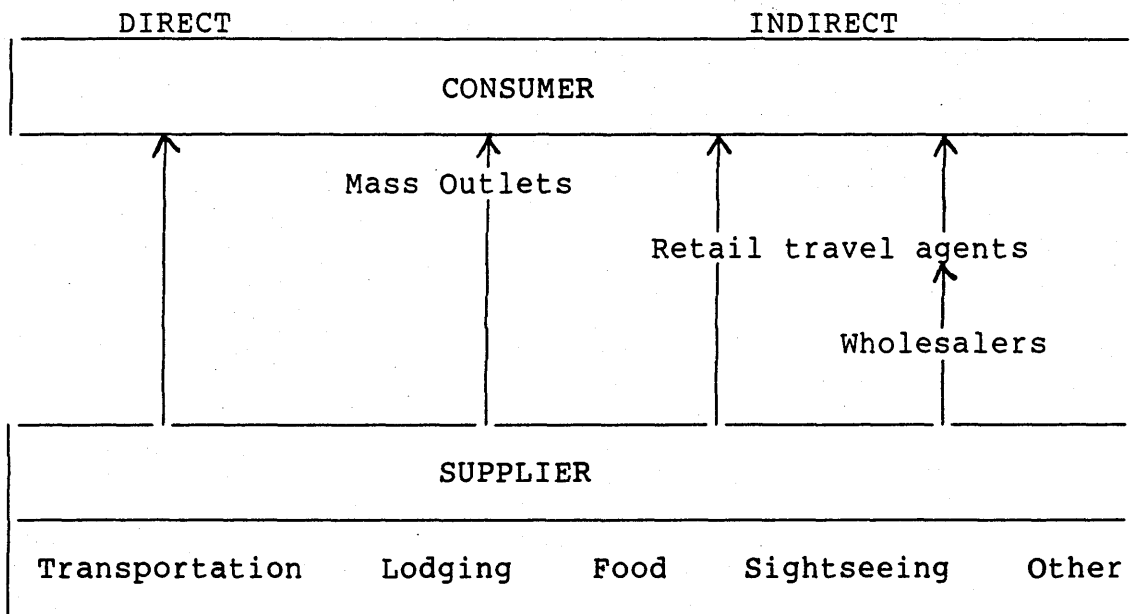 DIRECT INDIRECT
CONSUMER
Mass Outlets
Retail travel agents
Wholesalers
SUPPLIER
Transportation Lodging Food Sightseeing Other